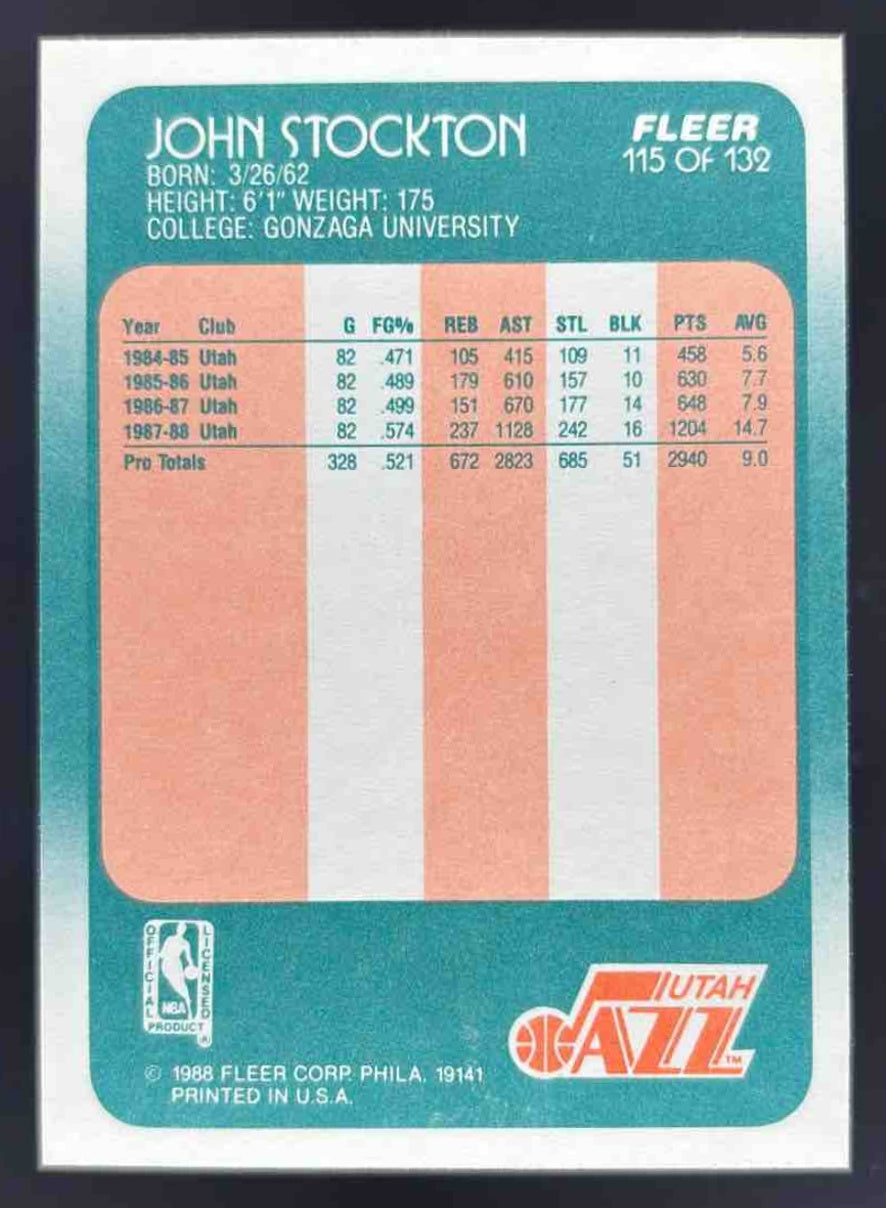 JOHN STOCKTON
BORN: 3/26/62
HEIGHT: 6'1" WEIGHT: 175
COLLEGE: GONZAGA UNIVERSITY
FLEER
115 OF 132
Year Club G FG% REB AST STL BLK PTS AVG
1984-85 Utah 82 .471 105 415 109 11 458 5.6
1985-86 Utah 82 .489 179 610 157 10 630 7.7
1986-87 Utah 82 .499 151 670 177 14 648 7.9
1987-88 Utah 82 .574 237 1128 242 16 1204 14.7
Pro Totals 328 .521 672 2823 685 51 2940 9.0
OFFICIAL
LICENSED
NBA
PRODUCT
®
UTAH
JAZZ
TM
© 1988 FLEER CORP. PHILA. 19141
PRINTED IN U.S.A.